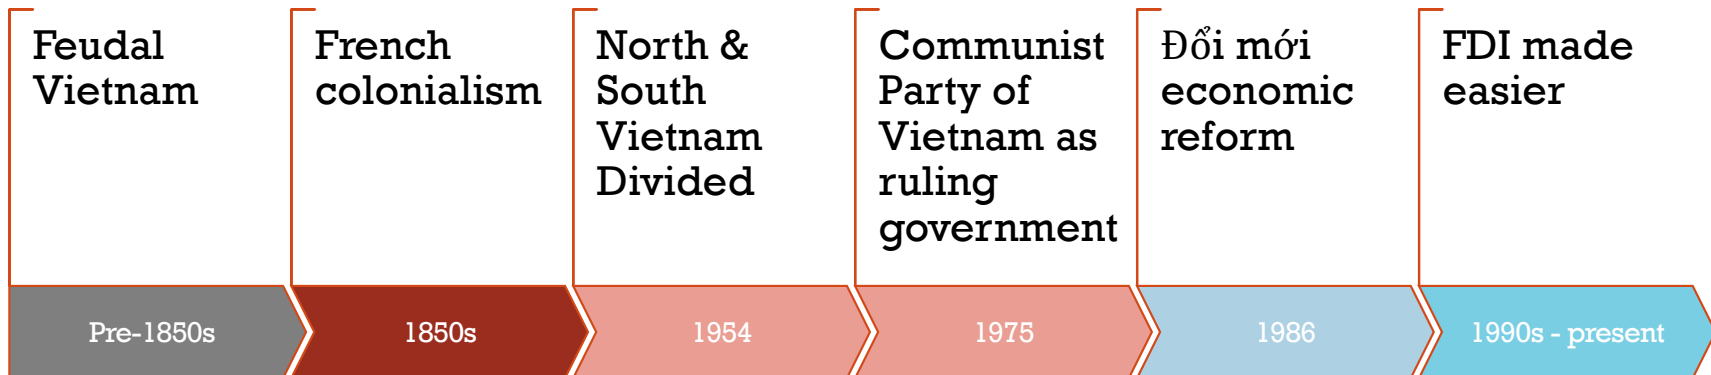 Feudal
Vietnam
French
colonialism
North &
South
Vietnam
Divided
Communist
Party of
Vietnam as
ruling
government
Đổi mới
economic
reform
FDI made
easier
Pre-1850s
1850s
1954
1975
1986
1990s - present